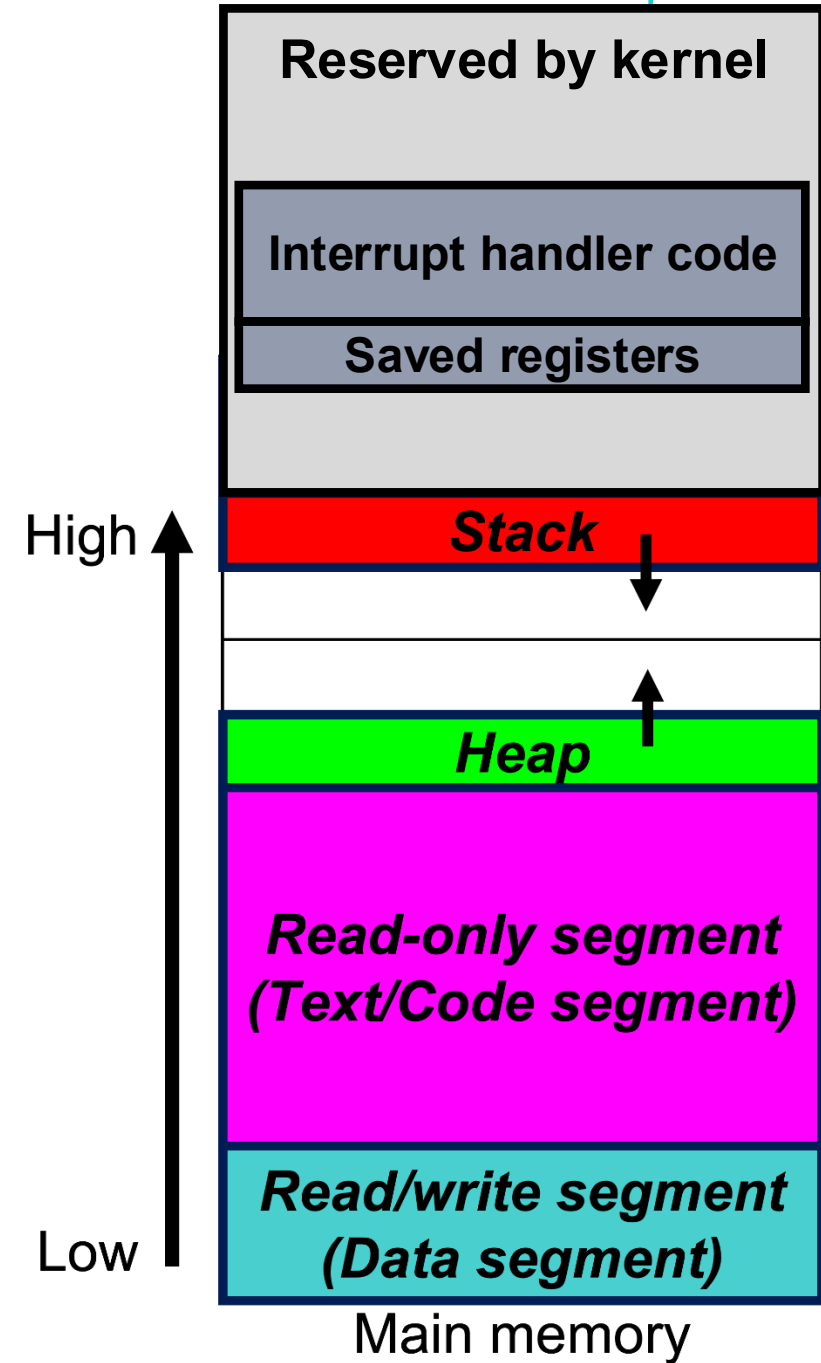 Reserved by kernel
Interrupt handler code
Saved registers
High
Stack
Heap
Read-only segment
(Text/Code segment)
Read/write segment
(Data segment)
Low
Main memory